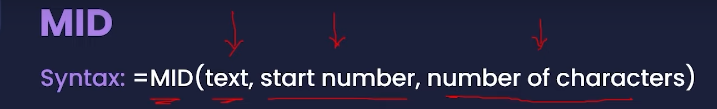 MID
Syntax: =MID(text, start number, number of characters)